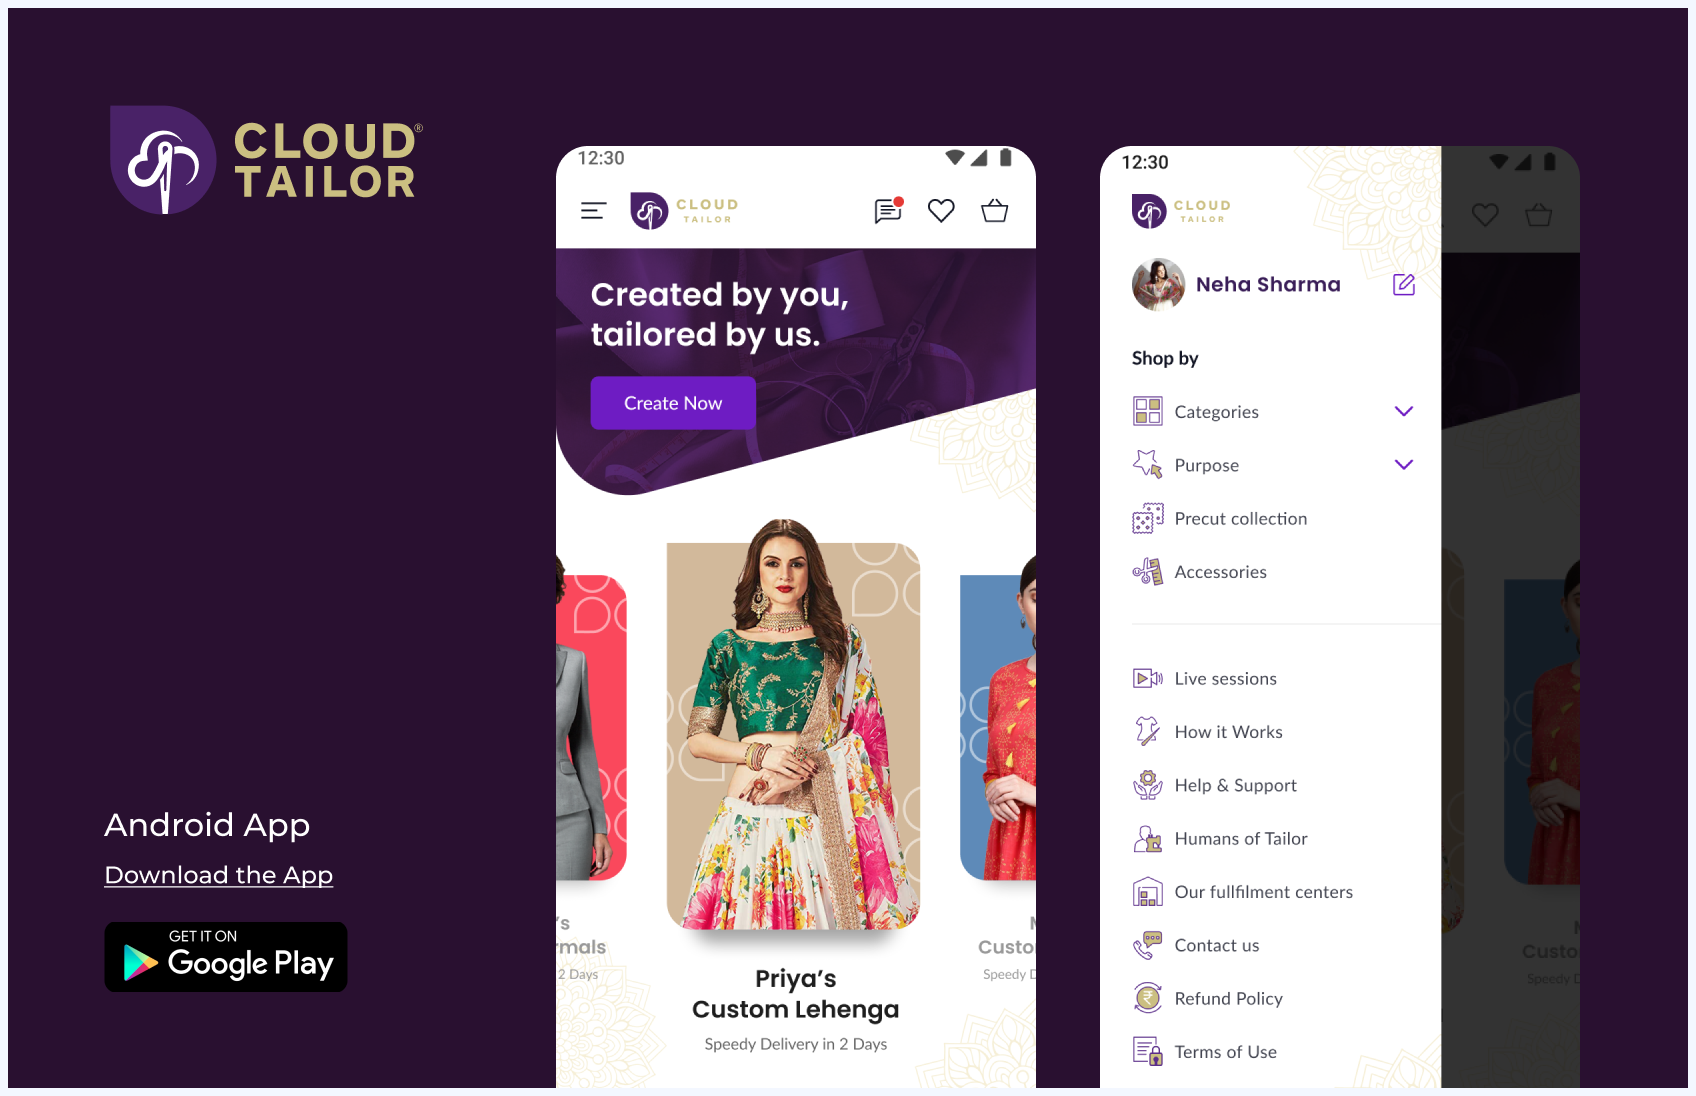 CLOUD®
TAILOR
Android App
Download the App
GET IT ON
Google Play
12:30
CLOUD
TAILOR
Created by you,
tailored by us.
Create Now
's
rmals
2 Days
Priya's
Custom Lehenga
Speedy Delivery in 2 Days
Custo
Speedy D
12:30
CLOUD
TAILOR
Neha Sharma
Shop by
Categories
Purpose
Precut collection
Accessories
Live sessions
How it Works
Help & Support
Humans of Tailor
Our fullfilment centers
Contact us
Refund Policy
Terms of Use
Custo
Speedy D